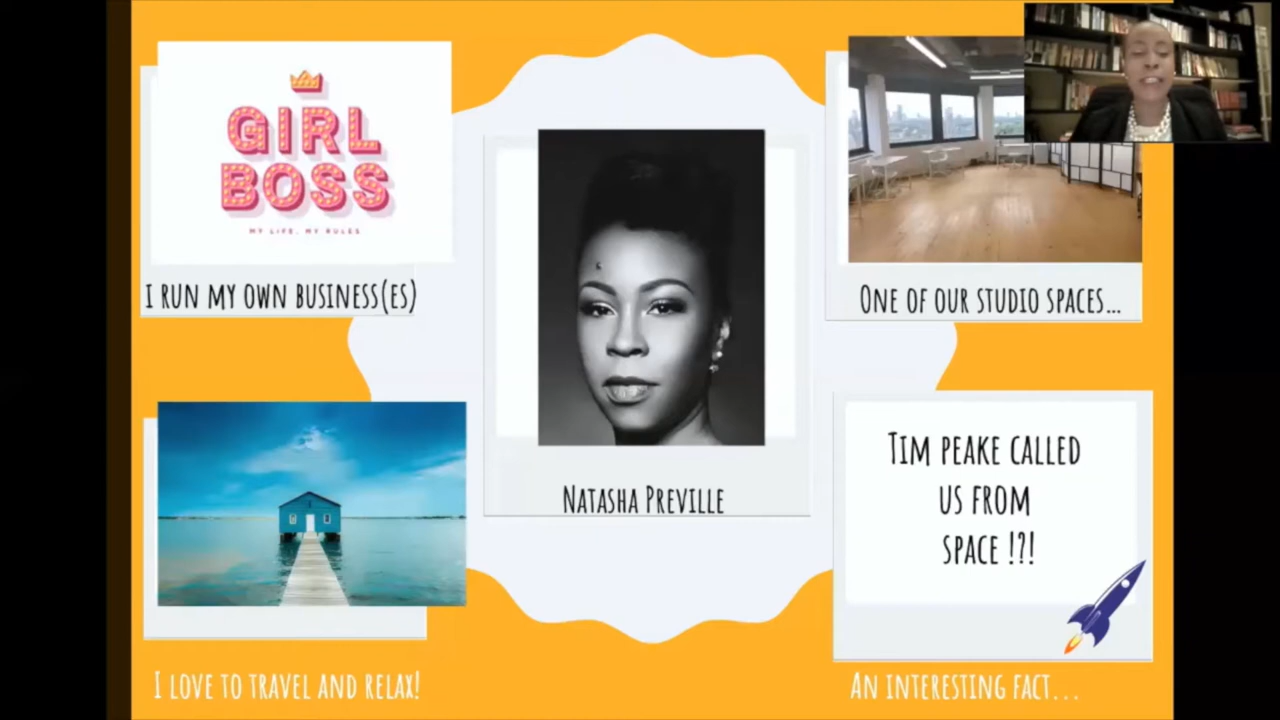 GIRL
BOSS
MY LIFE, MY RULES
I RUN MY OWN BUSINESS(ES)
NATASHA PREVILLE
ONE OF OUR STUDIO SPACES...
TIM PEAKE CALLED
US FROM
SPACE !?!
I LOVE TO TRAVEL AND RELAX!
AN INTERESTING FACT...